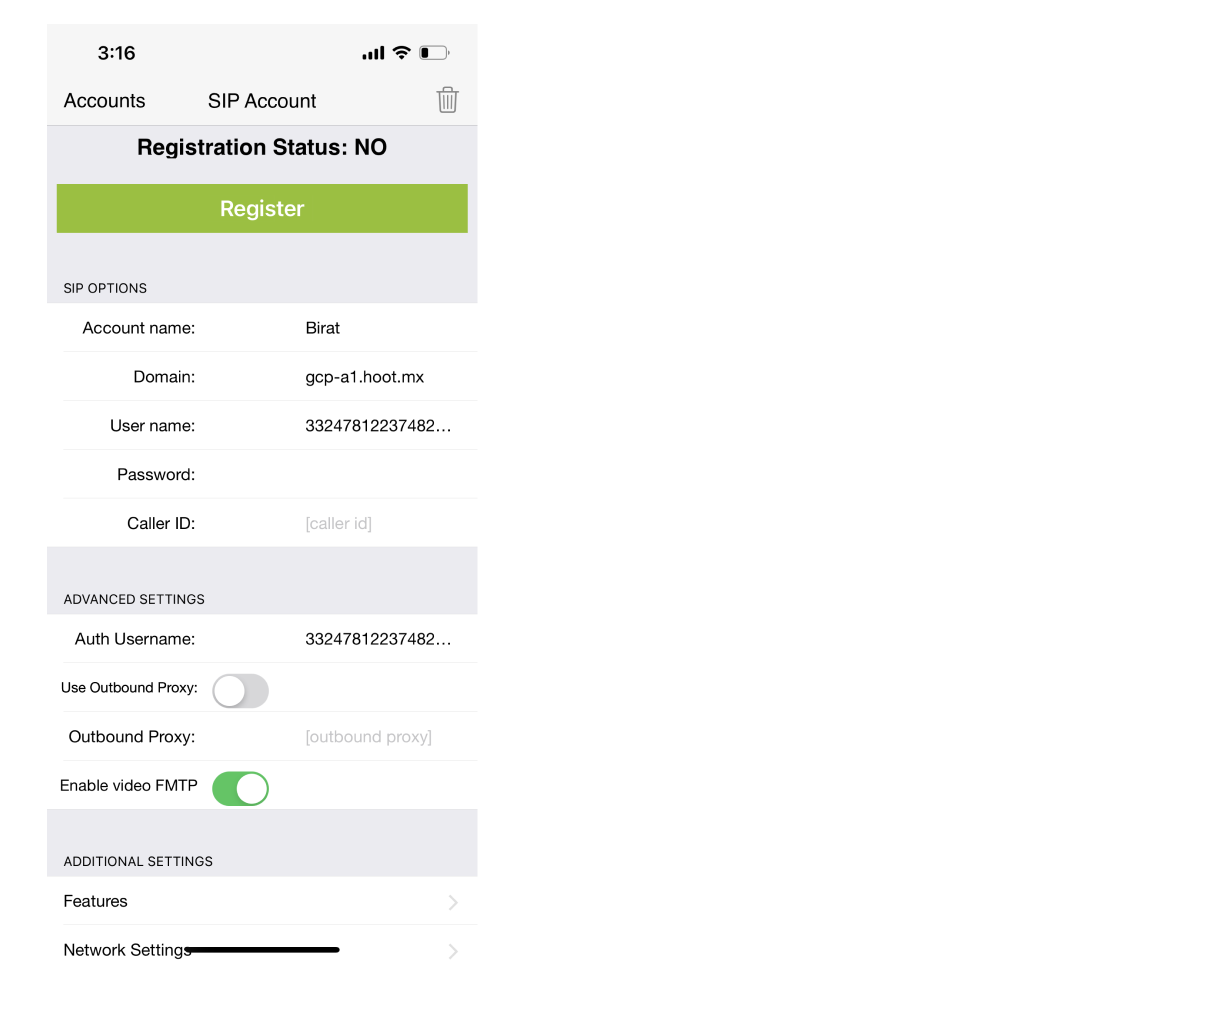 3:16
Accounts SIP Account
Registration Status: NO
Register
SIP OPTIONS
Account name: Birat
Domain: gcp-a1.hoot.mx
User name: 33247812237482...
Password:
Caller ID: [caller id]
ADVANCED SETTINGS
Auth Username: 33247812237482...
Use Outbound Proxy:
Outbound Proxy: [outbound proxy]
Enable video FMTP
ADDITIONAL SETTINGS
Features
Network Settings